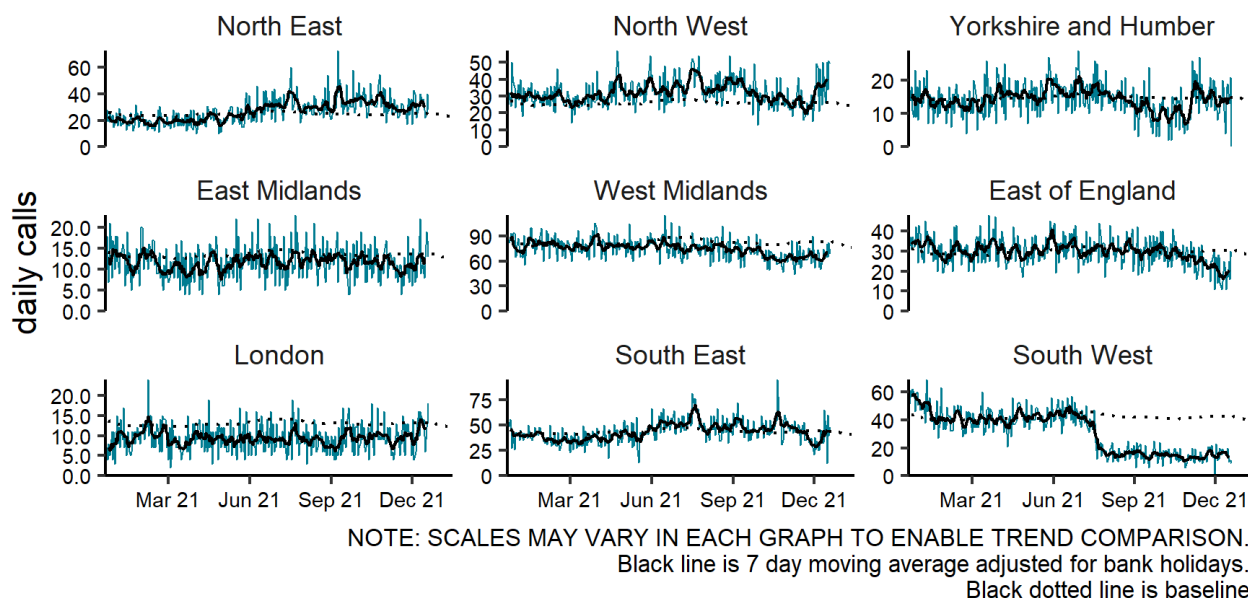 North East North West Yorkshire and Humber
60 50 20
40 40 10
20 30 0
0 20
10
0
East Midlands West Midlands East of England
daily calls
20.0 90 40
15.0 60 30
10.0 30 20
5.0 0 10
0.0 0
London South East South West
20.0 75 60
15.0 50 40
10.0 25 20
5.0 0 0
0.0
Mar 21 Jun 21 Sep 21 Dec 21 Mar 21 Jun 21 Sep 21 Dec 21 Mar 21 Jun 21 Sep 21 Dec 21
NOTE: SCALES MAY VARY IN EACH GRAPH TO ENABLE TREND COMPARISON.
Black line is 7 day moving average adjusted for bank holidays.
Black dotted line is baseline